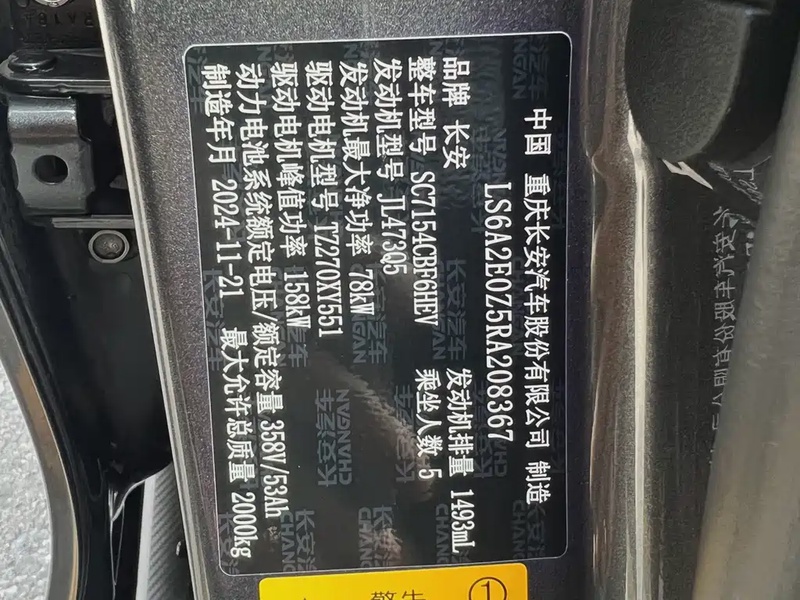 中国 重庆长安汽车股份有限公司 制造
LS6A2E0Z5RA208367
品牌 长安
整车型号 SC7154CBF6HEV 发动机排量 1493mL
发动机型号 JL473Q5 乘坐人数 5
发动机最大净功率 78kW
驱动电机型号 TZ270XY551
驱动电机峰值功率 158kW
动力电池系统额定电压/额定容量 358V/53Ah
制造年月 2024-11-21 最大允许总质量 2000kg
警告 ①